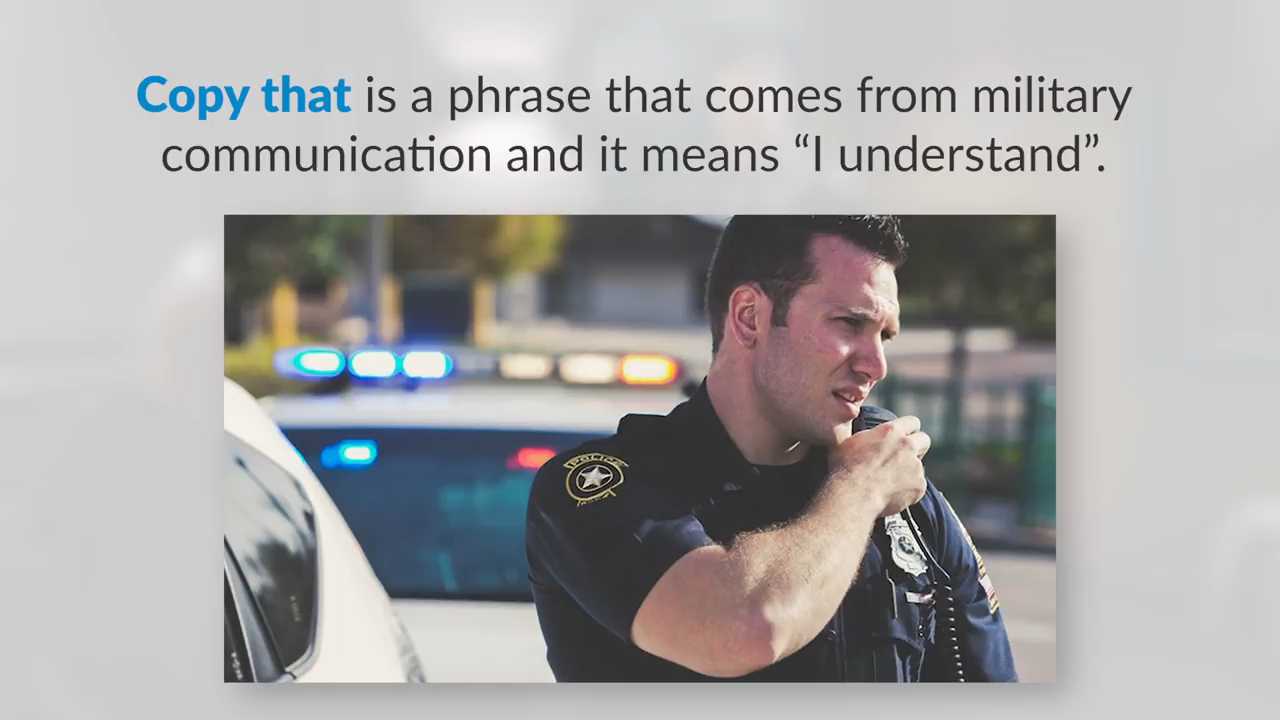 Copy that is a phrase that comes from military
communication and it means “I understand”.
POLICE